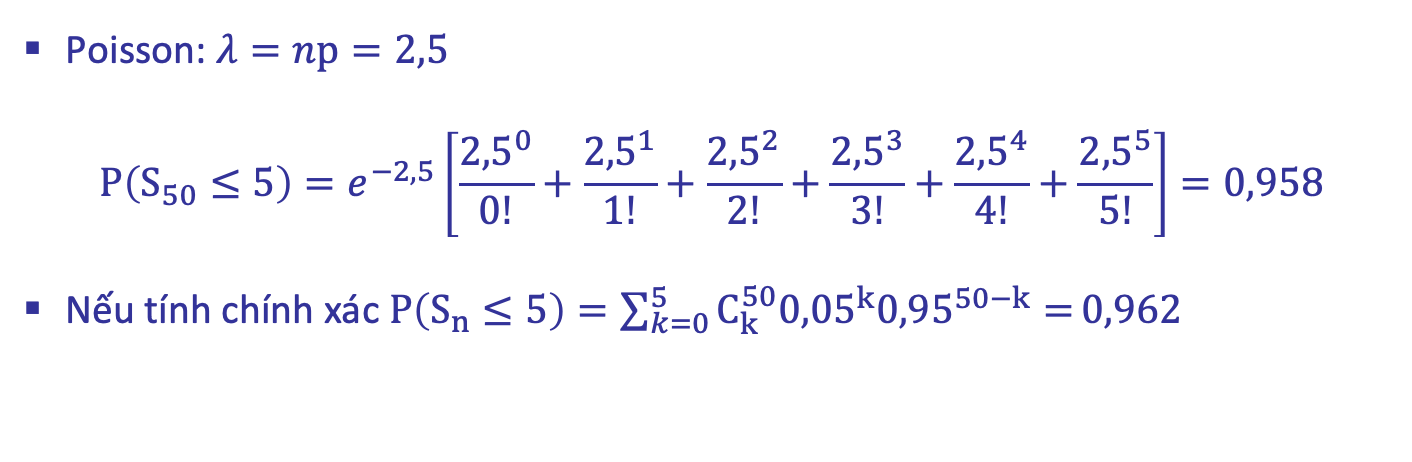 ▪ Poisson: λ = np = 2,5
P(S₅₀ ≤ 5) = e^{−2,5} [2,5⁰/0! + 2,5¹/1! + 2,5²/2! + 2,5³/3! + 2,5⁴/4! + 2,5⁵/5!] = 0,958
▪ Nếu tính chính xác P(Sₙ ≤ 5) = ∑_{k=0}^{5} C_k^{50} 0,05^k 0,95^{50−k} = 0,962